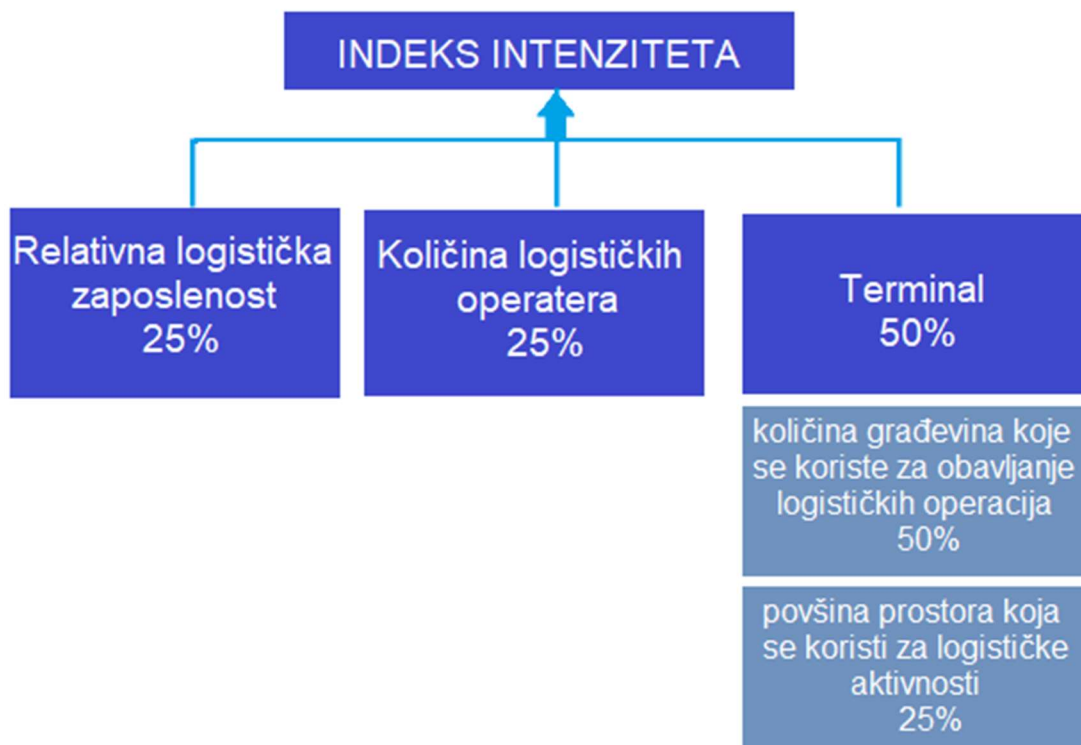 INDEKS INTENZITETA
Relativna logistička
zaposlenost
25%
Količina logističkih
operatera
25%
Terminal
50%
količina građevina koje
se koriste za obavljanje
logističkih operacija
50%
povšina prostora koja
se koristi za logističke
aktivnosti
25%